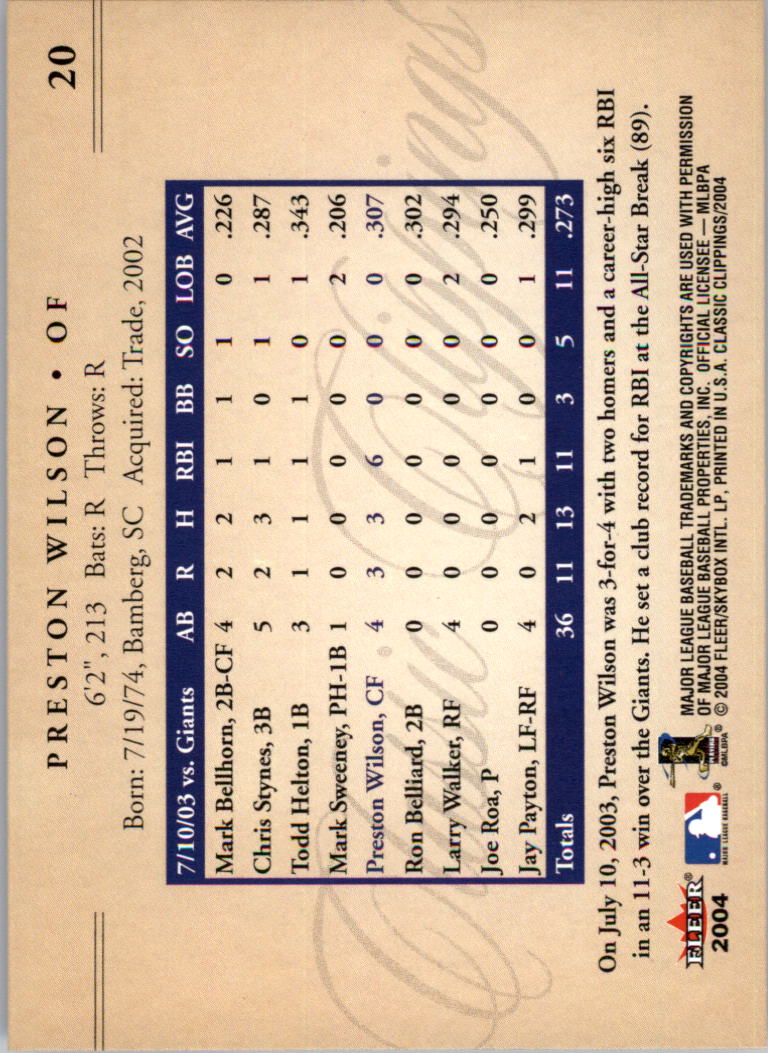 20
PRESTON WILSON • OF
6'2", 213 Bats: R Throws: R
Born: 7/19/74, Bamberg, SC Acquired: Trade, 2002
7/10/03 vs. Giants AB R H RBI BB SO LOB AVG
Mark Bellhorn, 2B-CF 4 2 2 1 1 1 0 .226
Chris Stynes, 3B 5 2 3 1 0 1 1 .287
Todd Helton, 1B 3 1 1 1 1 0 1 .343
Mark Sweeney, PH-1B 1 0 0 0 0 0 2 .206
Preston Wilson, CF 4 3 3 6 0 0 0 .307
Ron Belliard, 2B 0 0 0 0 0 0 0 .302
Larry Walker, RF 4 0 0 0 0 0 2 .294
Joe Roa, P 0 0 0 0 0 0 0 .250
Jay Payton, LF-RF 4 0 2 1 0 0 1 .299
Totals 36 11 13 11 3 5 11 .273
Classic Clippings
On July 10, 2003, Preston Wilson was 3-for-4 with two homers and a career-high six RBI
in an 11-3 win over the Giants. He set a club record for RBI at the All-Star Break (89).
FLEER®
2004
MAJOR LEAGUE BASEBALL
®
©MLBPA
MAJOR LEAGUE BASEBALL TRADEMARKS AND COPYRIGHTS ARE USED WITH PERMISSION
OF MAJOR LEAGUE BASEBALL PROPERTIES, INC. OFFICIAL LICENSEE — MLBPA
© 2004 FLEER/SKYBOX INTL. LP, PRINTED IN U.S.A. CLASSIC CLIPPINGS/2004